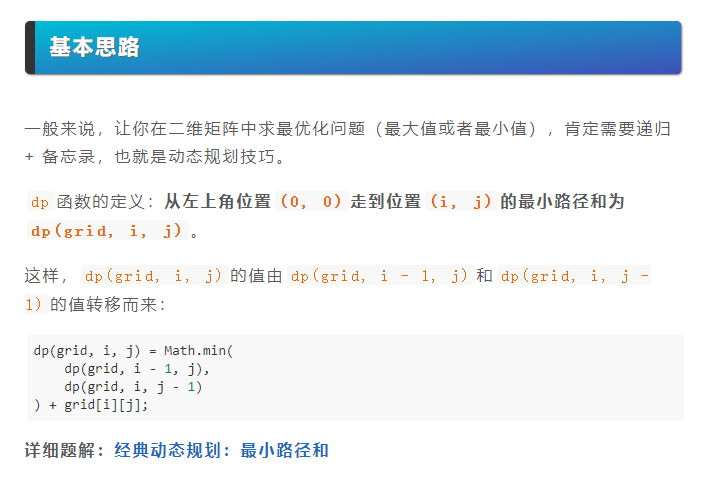 基本思路
一般来说，让你在二维矩阵中求最优化问题（最大值或者最小值），肯定需要递归
+ 备忘录，也就是动态规划技巧。
dp 函数的定义：从左上角位置 (0, 0) 走到位置 (i, j) 的最小路径和为
dp(grid, i, j) 。
这样， dp(grid, i, j) 的值由 dp(grid, i - 1, j) 和 dp(grid, i, j -
1) 的值转移而来：
dp(grid, i, j) = Math.min(
    dp(grid, i - 1, j),
    dp(grid, i, j - 1)
) + grid[i][j];
详细题解：经典动态规划：最小路径和